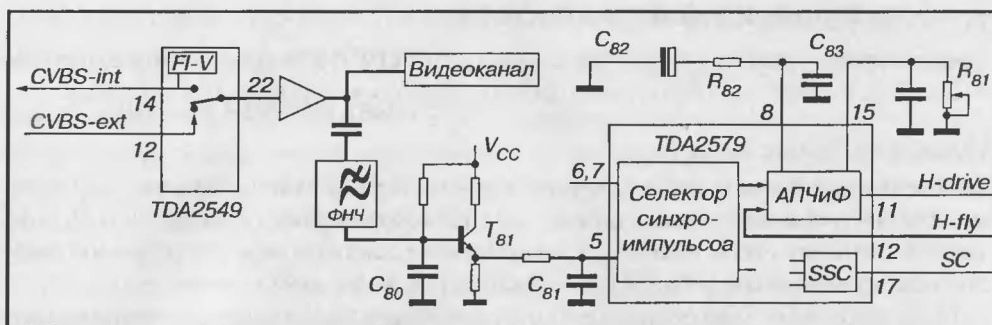 FI-V
CVBS-int
14
CVBS-ext
12
TDA2549
22
Видеоканал
ФНЧ
VCC
T81
C80
C81
5
C82
R82
C83
8
15
R81
TDA2579
6,7
Селектор
синхро-
импульсоа
АПЧиФ
SSC
H-drive
11
H-fly
12
SC
17